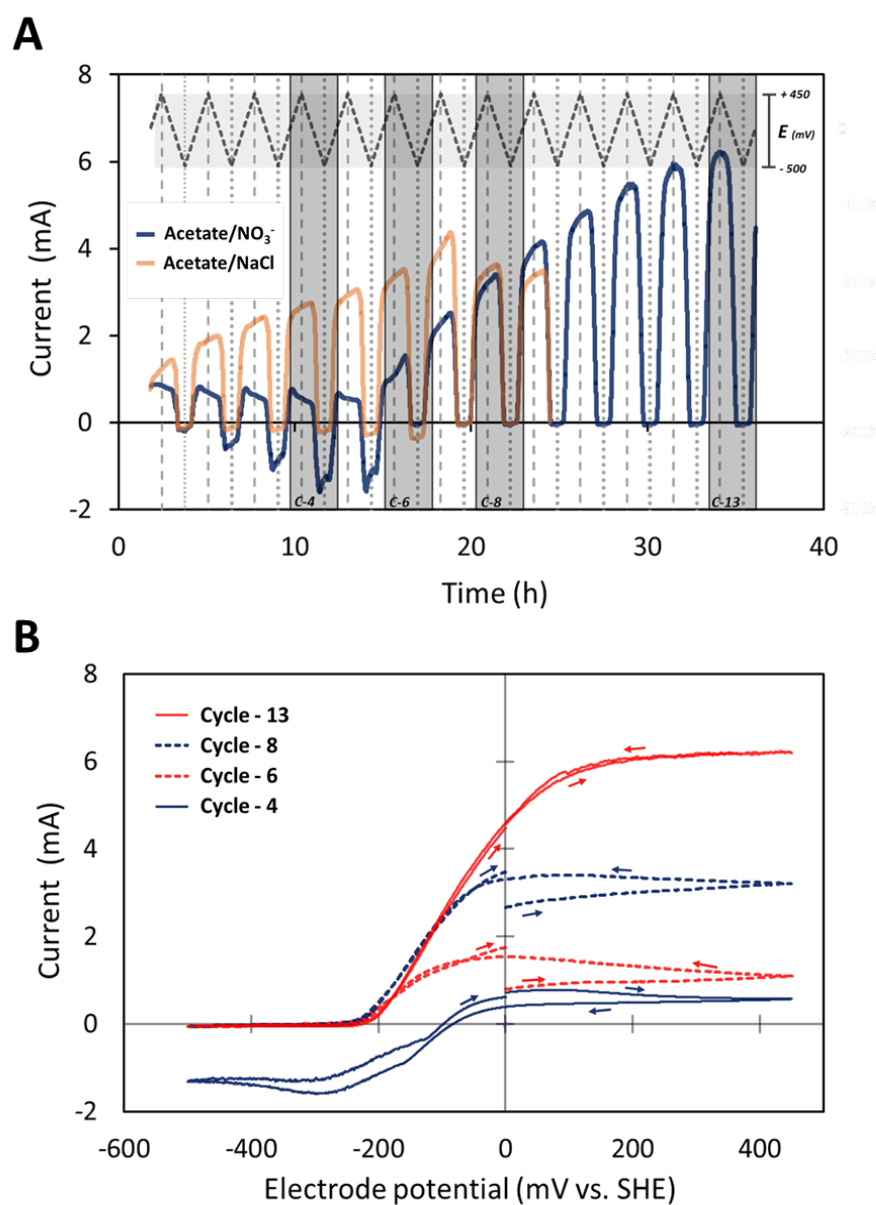 A
8
+ 450
E (mV)
- 500
6
Acetate/NO₃⁻
Acetate/NaCl
4
Current (mA)
2
0
-2
C-4
C-6
C-8
C-13
0
10
20
30
40
Time (h)
B
8
Cycle - 13
Cycle - 8
Cycle - 6
Cycle - 4
6
4
Current (mA)
2
0
-2
-600
-400
-200
0
200
400
Electrode potential (mV vs. SHE)